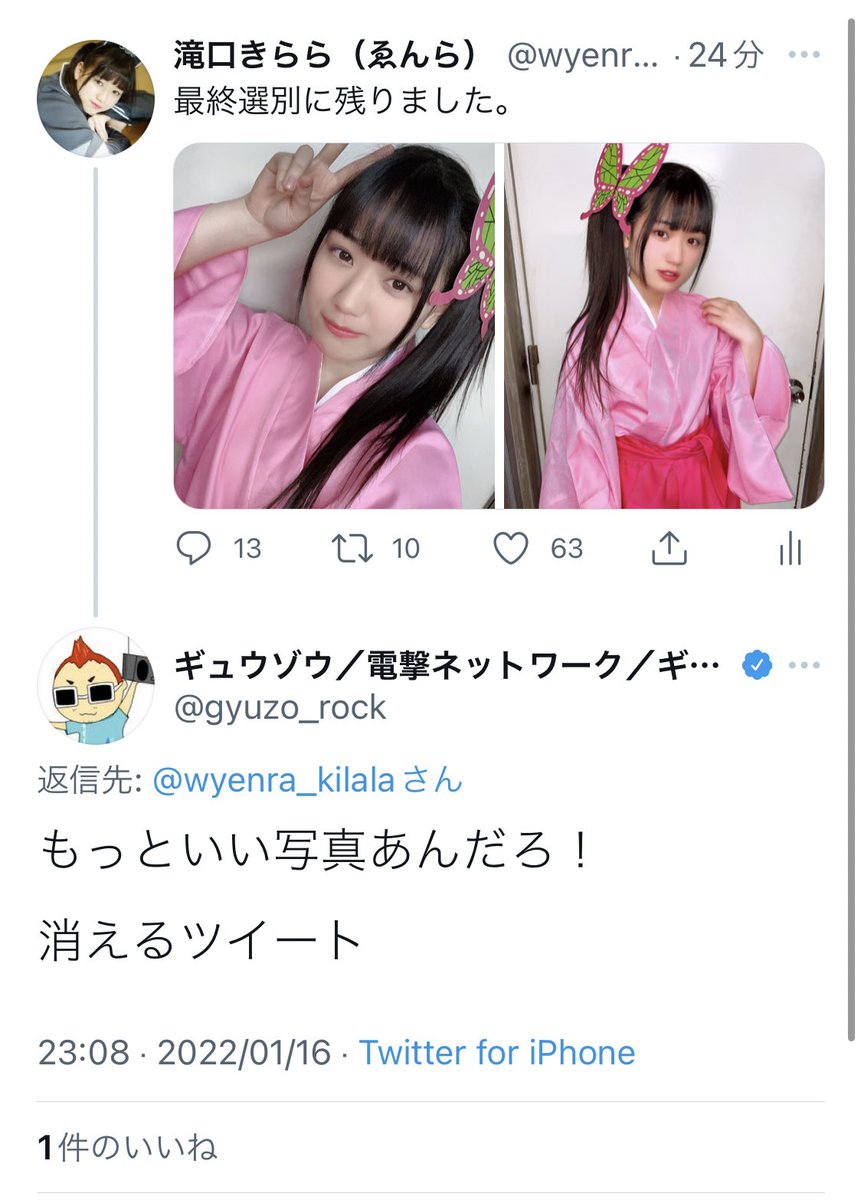 滝口きらら（ゑんら） @wyenr... · 24分
最終選別に残りました。
13 10 63
ギュウゾウ／電撃ネットワーク／ギ…
@gyuzo_rock
返信先: @wyenra_kilalaさん
もっといい写真あんだろ！
消えるツイート
23:08 · 2022/01/16 · Twitter for iPhone
1件のいいね